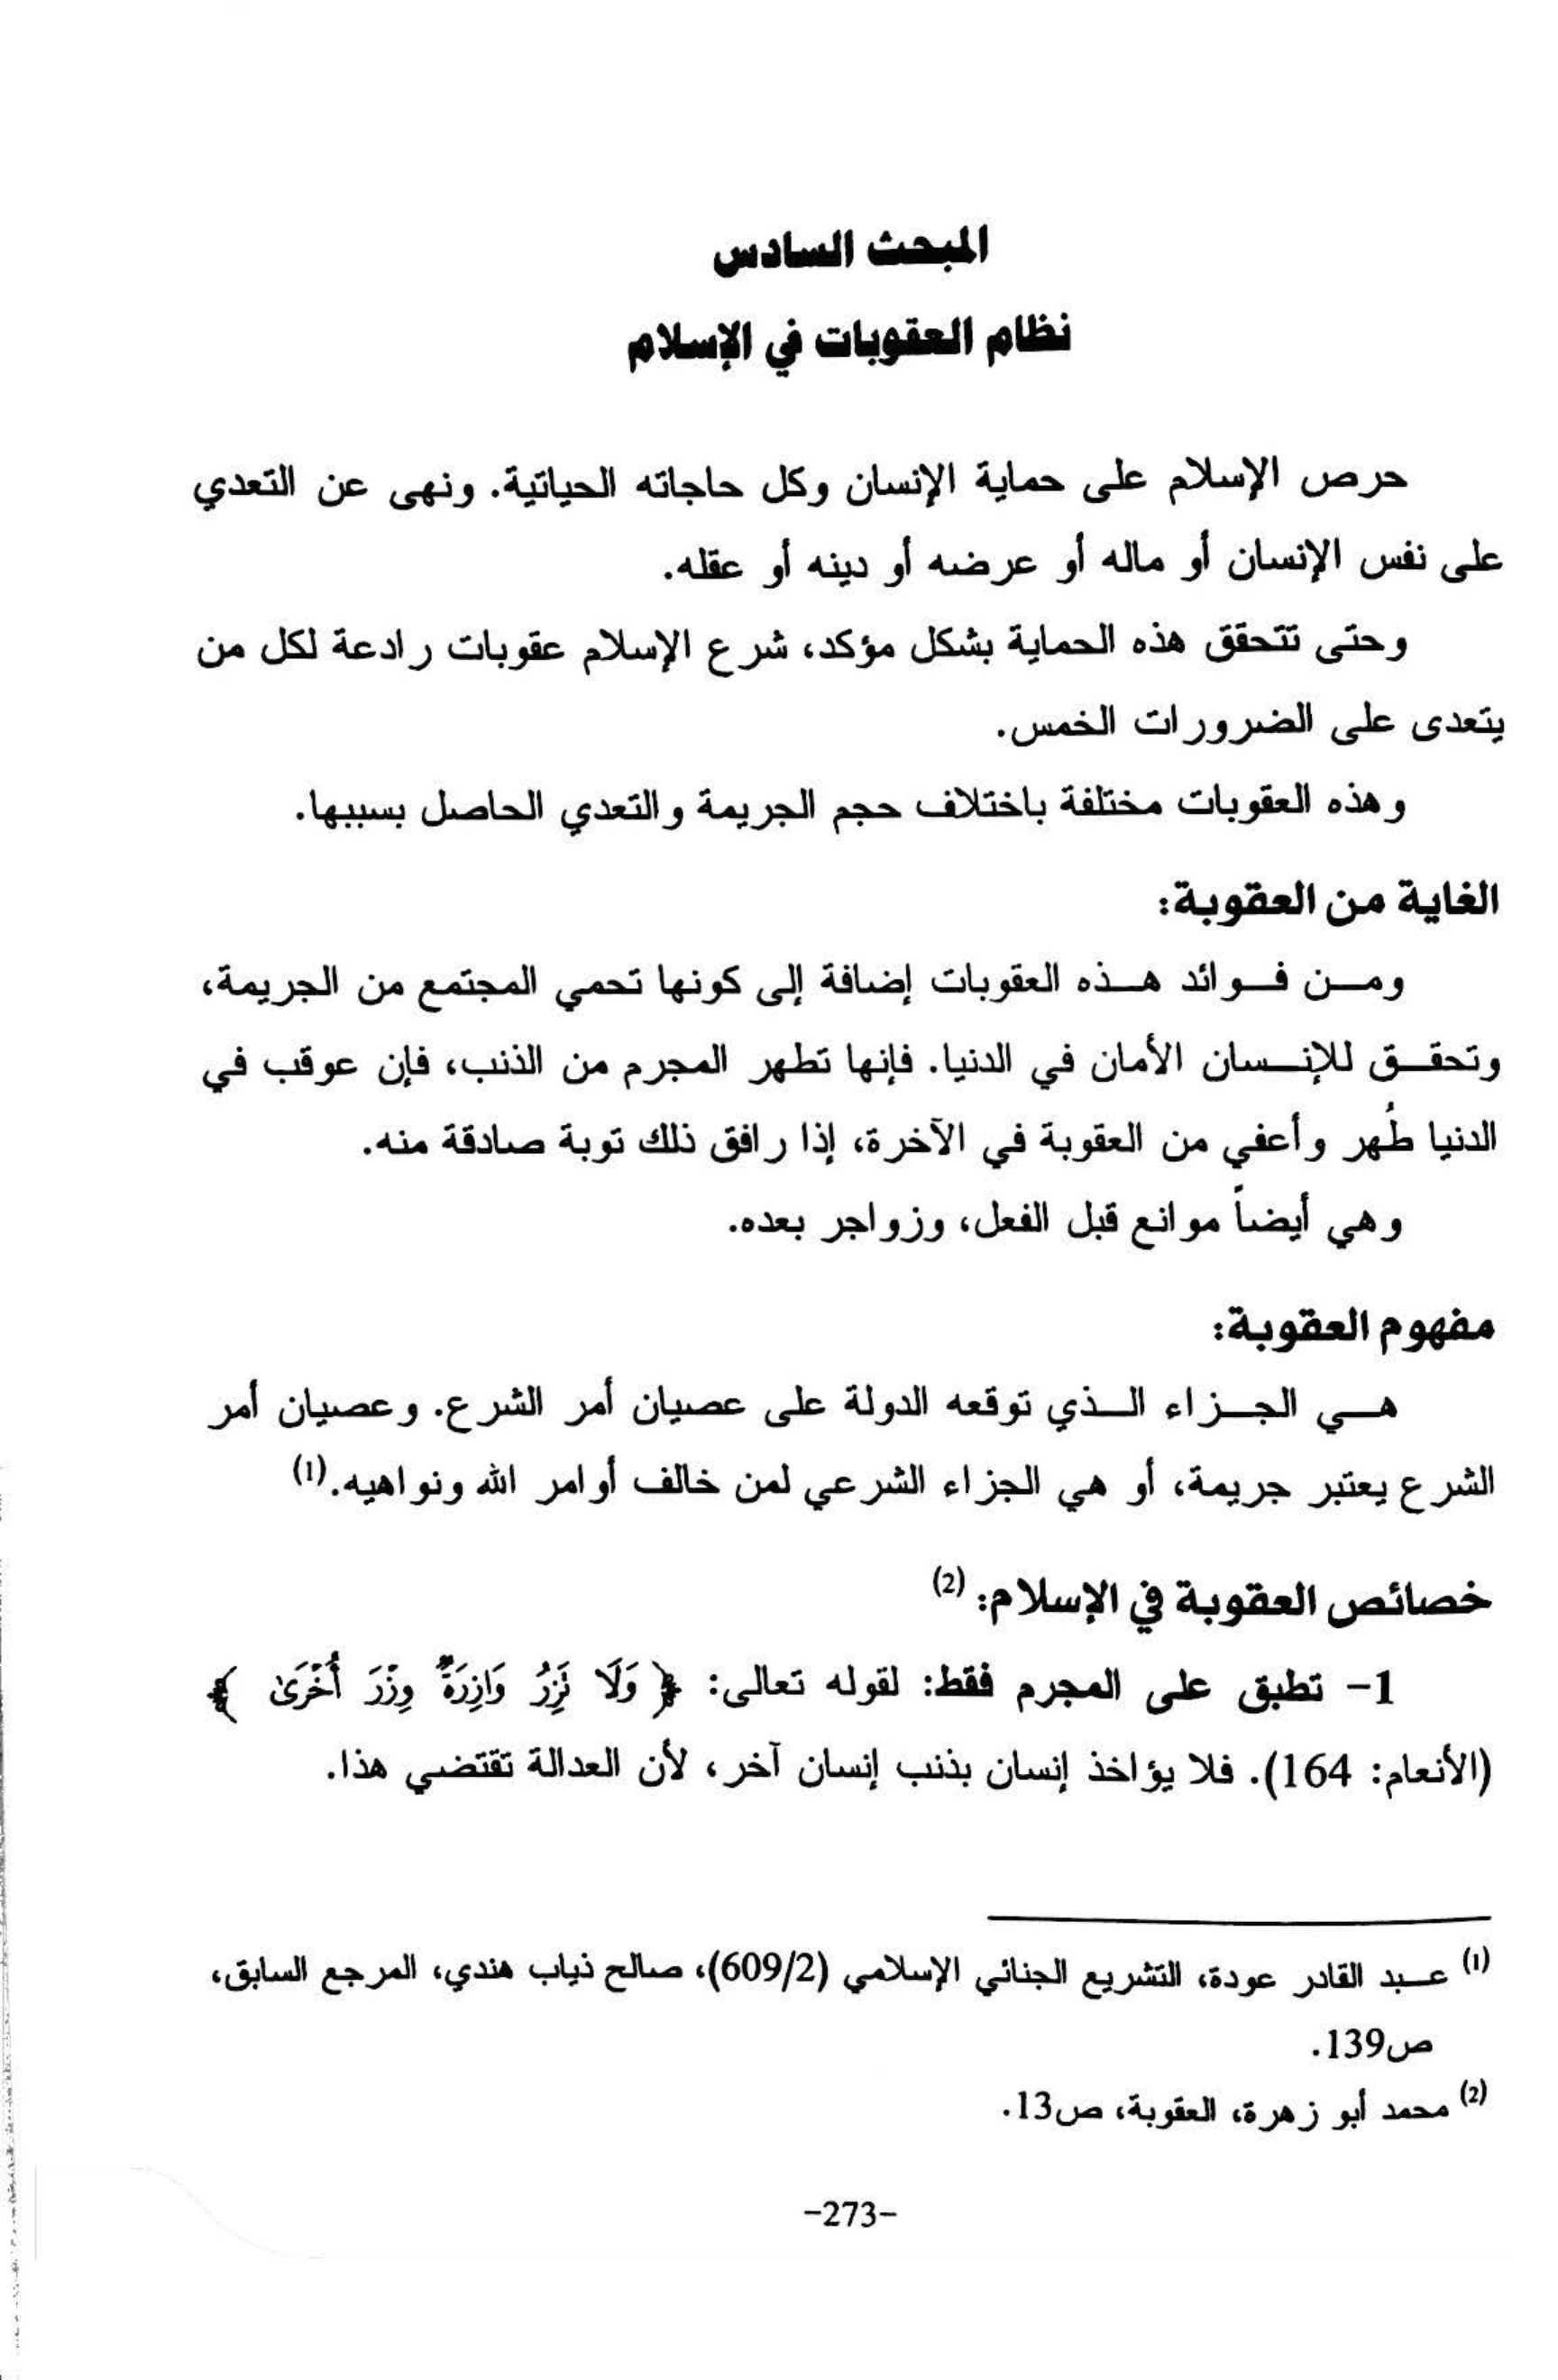 المبحث السادس
نظام العقوبات في الإسلام
حرص الإسلام على حماية الإنسان وكل حاجاته الحياتية. ونهى عن التعدي
على نفس الإنسان أو ماله أو عرضه أو دينه أو عقله.
وحتى تتحقق هذه الحماية بشكل مؤكد، شرع الإسلام عقوبات رادعة لكل من
يتعدى على الضرورات الخمس.
وهذه العقوبات مختلفة باختلاف حجم الجريمة والتعدي الحاصل بسببها.
الغاية من العقوبة:
ومن فوائد هذه العقوبات إضافة إلى كونها تحمي المجتمع من الجريمة،
وتحقق للإنسان الأمان في الدنيا. فإنها تطهر المجرم من الذنب، فإن عوقب في
الدنيا طُهر وأعفي من العقوبة في الآخرة، إذا رافق ذلك توبة صادقة منه.
وهي أيضاً موانع قبل الفعل، وزواجر بعده.
مفهوم العقوبة:
هي الجزاء الذي توقعه الدولة على عصيان أمر الشرع. وعصيان أمر
الشرع يعتبر جريمة، أو هي الجزاء الشرعي لمن خالف أوامر الله ونواهيه.(1)
خصائص العقوبة في الإسلام: (2)
1- تطبق على المجرم فقط: لقوله تعالى: ﴿ وَلَا تَزِرُ وَازِرَةٌ وِزْرَ أُخْرَىٰ ﴾
(الأنعام: 164). فلا يؤاخذ إنسان بذنب إنسان آخر، لأن العدالة تقتضي هذا.
(1) عبد القادر عودة، التشريع الجنائي الإسلامي (609/2)، صالح ذياب هندي، المرجع السابق،
ص139.
(2) محمد أبو زهرة، العقوبة، ص13.
-273-